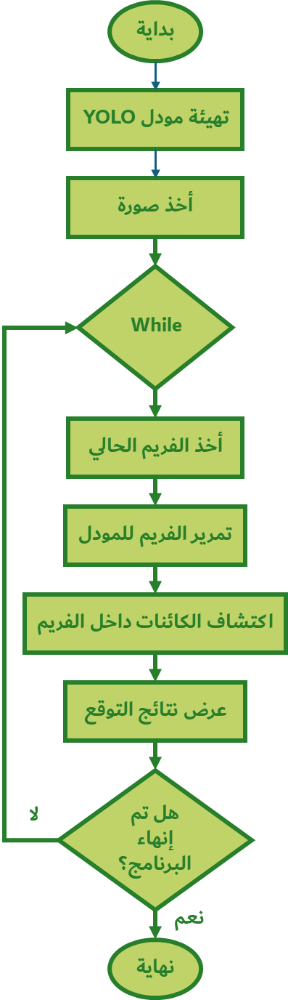 بداية
تهيئة مودل YOLO
أخذ صورة
While
أخذ الفريم الحالي
تمرير الفريم للمودل
اكتشاف الكائنات داخل الفريم
عرض نتائج التوقع
هل تم
إنهاء
البرنامج؟
لا
نعم
نهاية